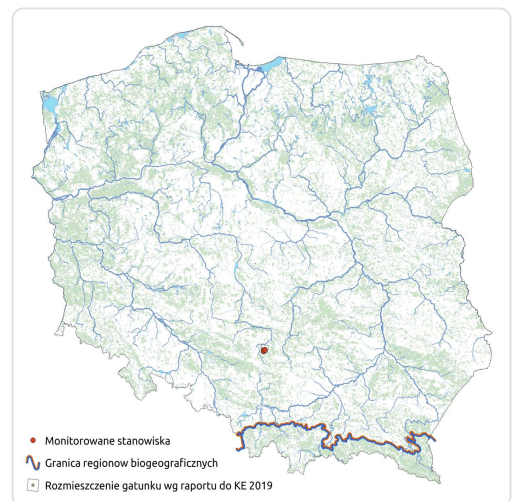 Monitorowane stanowiska
Granica regionow biogeograficznych
Rozmieszczenie gatunku wg raportu do KE 2019